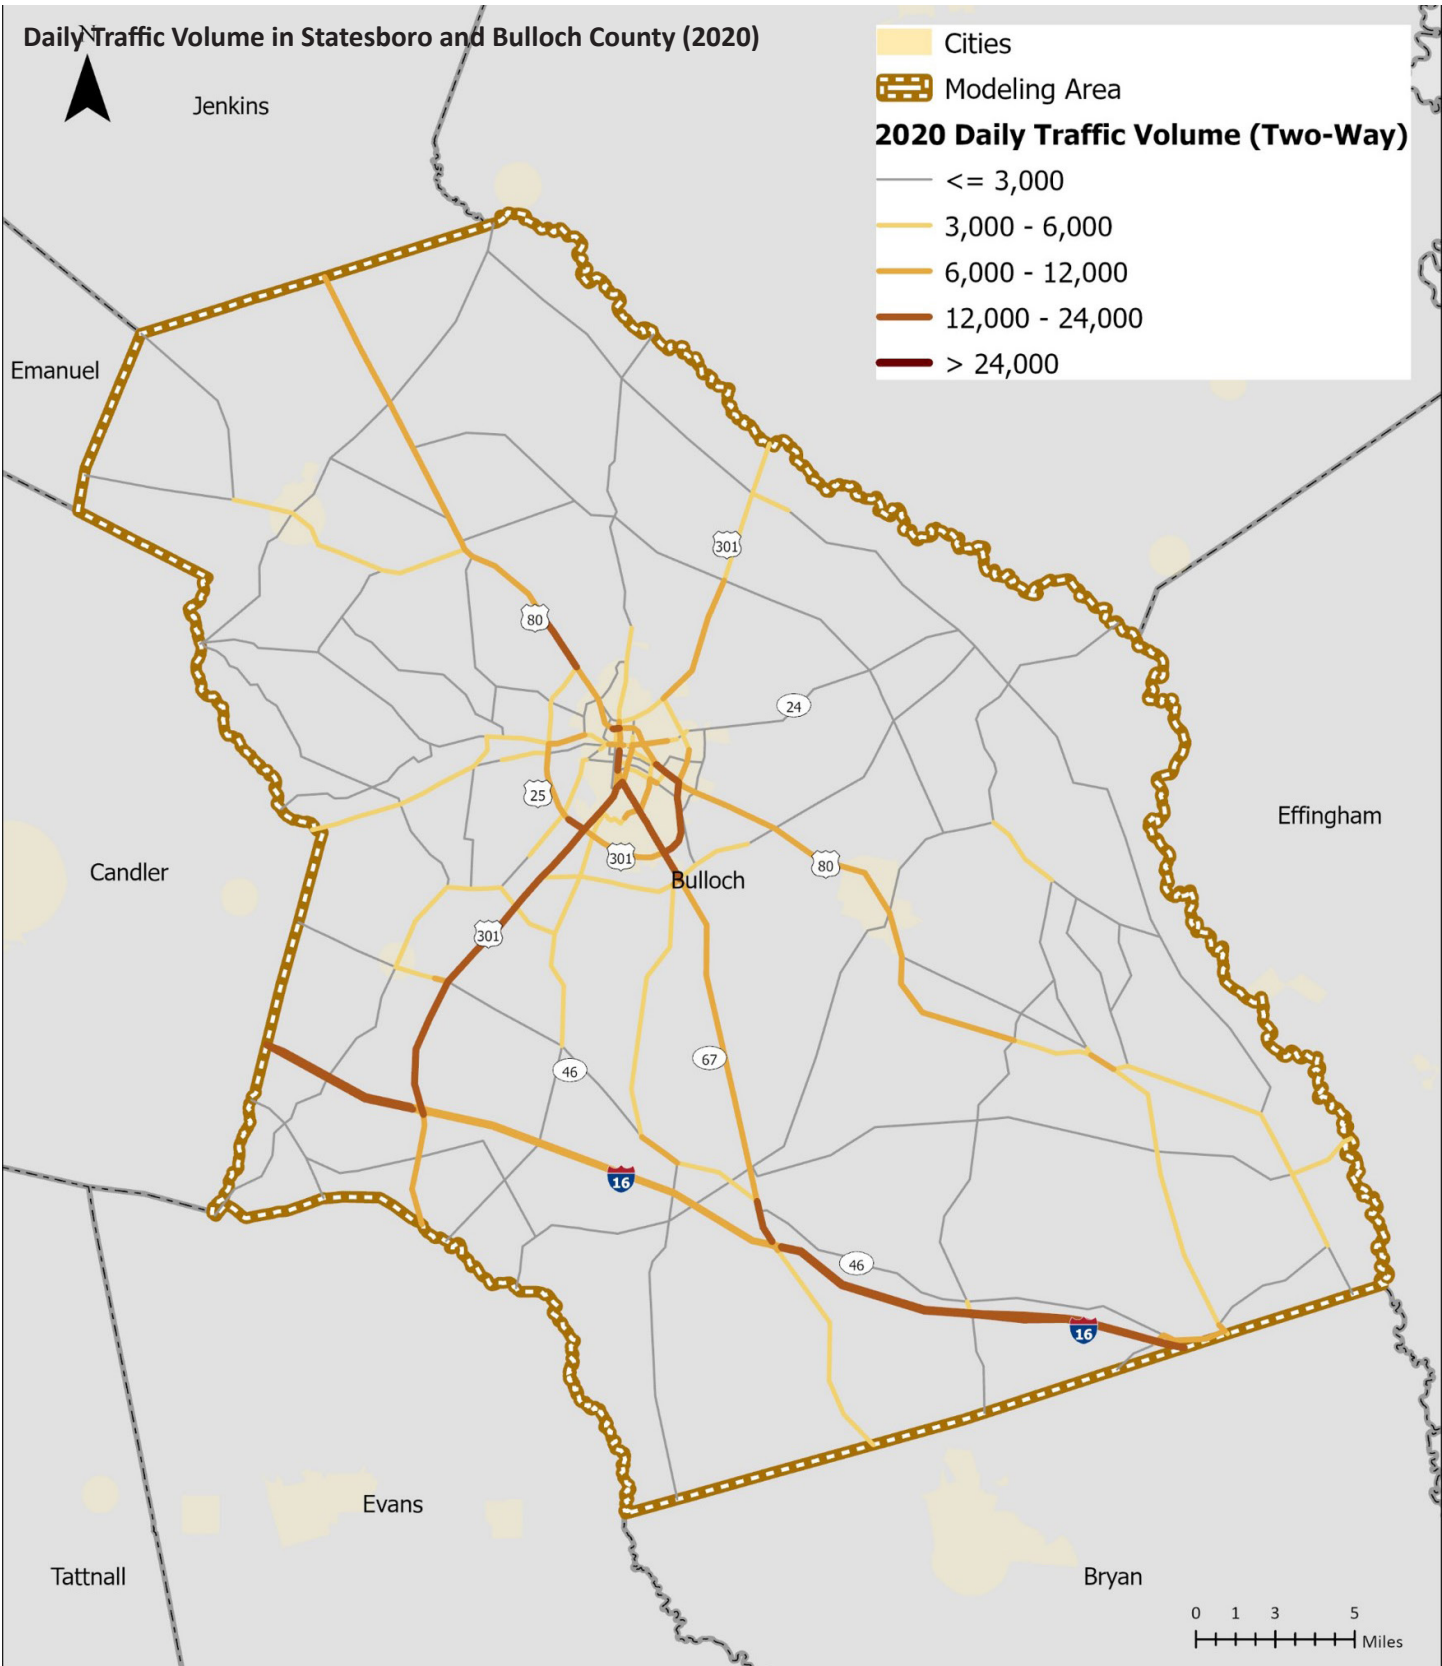 Daily Traffic Volume in Statesboro and Bulloch County (2020)
N
Cities
Modeling Area
2020 Daily Traffic Volume (Two-Way)
<= 3,000
3,000 - 6,000
6,000 - 12,000
12,000 - 24,000
> 24,000
Jenkins
Emanuel
301
80
24
25
Effingham
301
80
Candler
Bulloch
301
67
46
16
46
16
Evans
Tattnall
Bryan
0 1 3 5
Miles